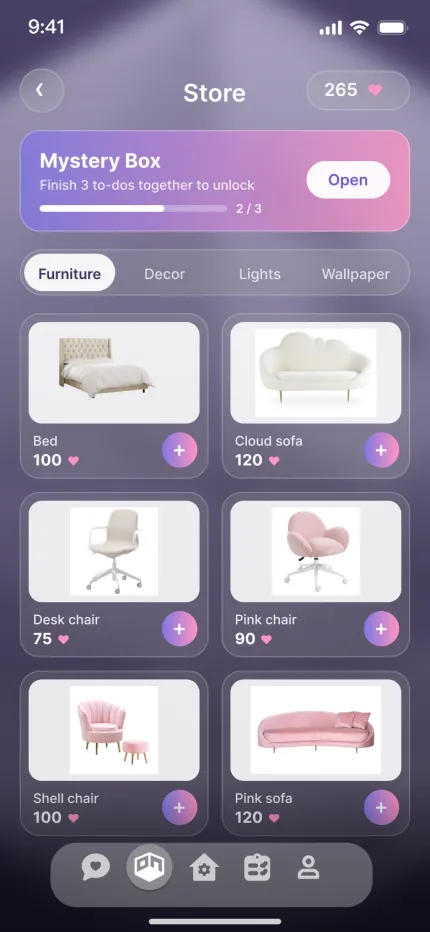 9:41
Store
265
Mystery Box
Finish 3 to-dos together to unlock
2 / 3
Open
Furniture
Decor
Lights
Wallpaper
Bed
100
Cloud sofa
120
Desk chair
75
Pink chair
90
Shell chair
100
Pink sofa
120